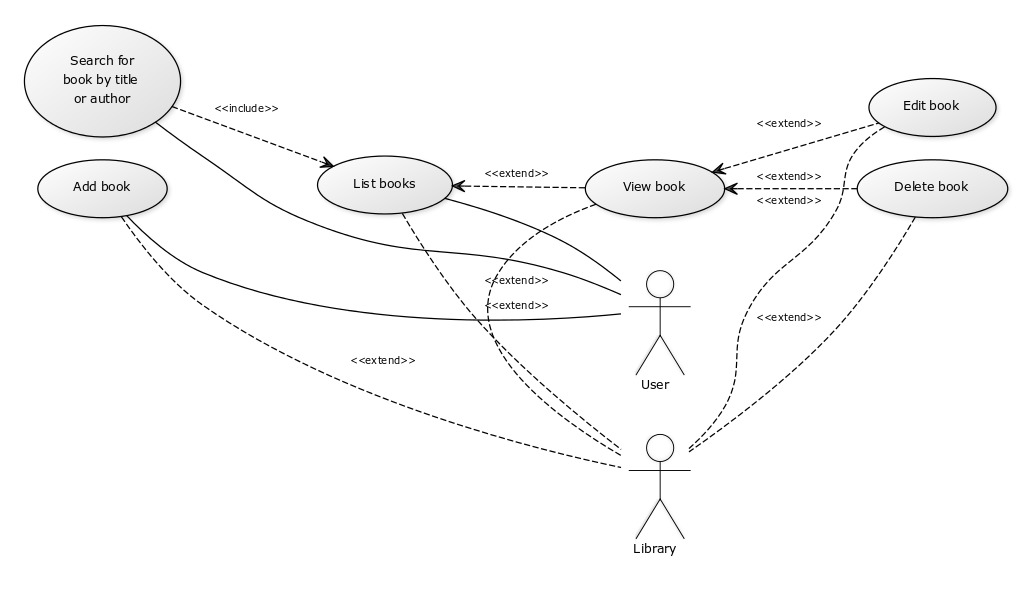 Search for
book by title
or author
<<include>>
Add book
List books
<<extend>>
View book
<<extend>>
Edit book
<<extend>>
<<extend>>
Delete book
<<extend>>
<<extend>>
<<extend>>
<<extend>>
User
Library